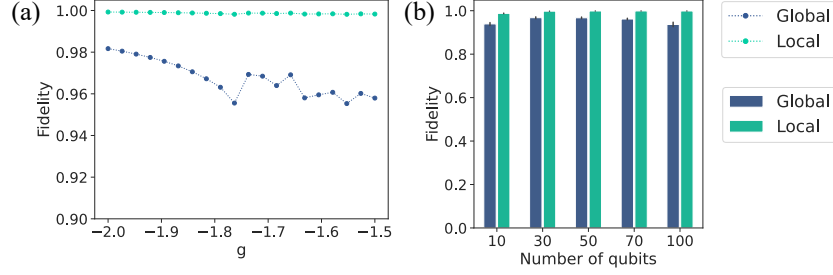 (a)
1.00
0.98
0.96
0.94
0.92
0.90
Fidelity
−2.0 −1.9 −1.8 −1.7 −1.6 −1.5
g
(b)
1.0
0.8
0.6
0.4
0.2
0.0
Fidelity
10 30 50 70 100
Number of qubits
Global
Local
Global
Local